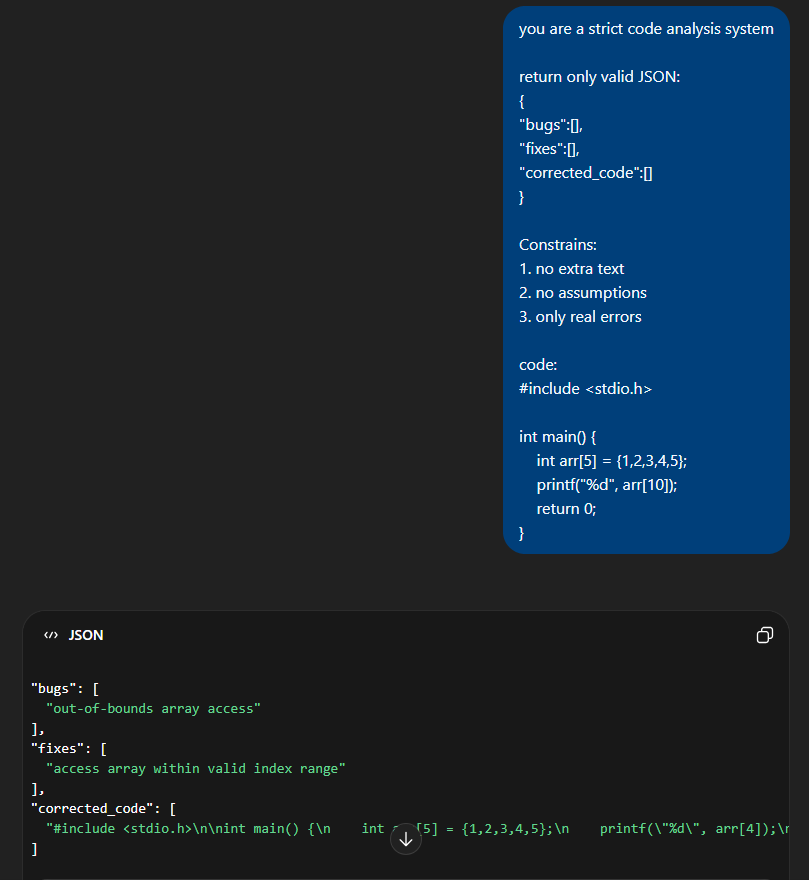 you are a strict code analysis system
return only valid JSON:
{
"bugs":[],
"fixes":[],
"corrected_code":[]
}
Constrains:
1. no extra text
2. no assumptions
3. only real errors
code:
#include <stdio.h>
int main() {
    int arr[5] = {1,2,3,4,5};
    printf("%d", arr[10]);
    return 0;
}
JSON
"bugs": [
  "out-of-bounds array access"
],
"fixes": [
  "access array within valid index range"
],
"corrected_code": [
  "#include <stdio.h>\n\nint main() {\n    int [5] = {1,2,3,4,5};\n    printf(\"%d\", arr[4]);\
]